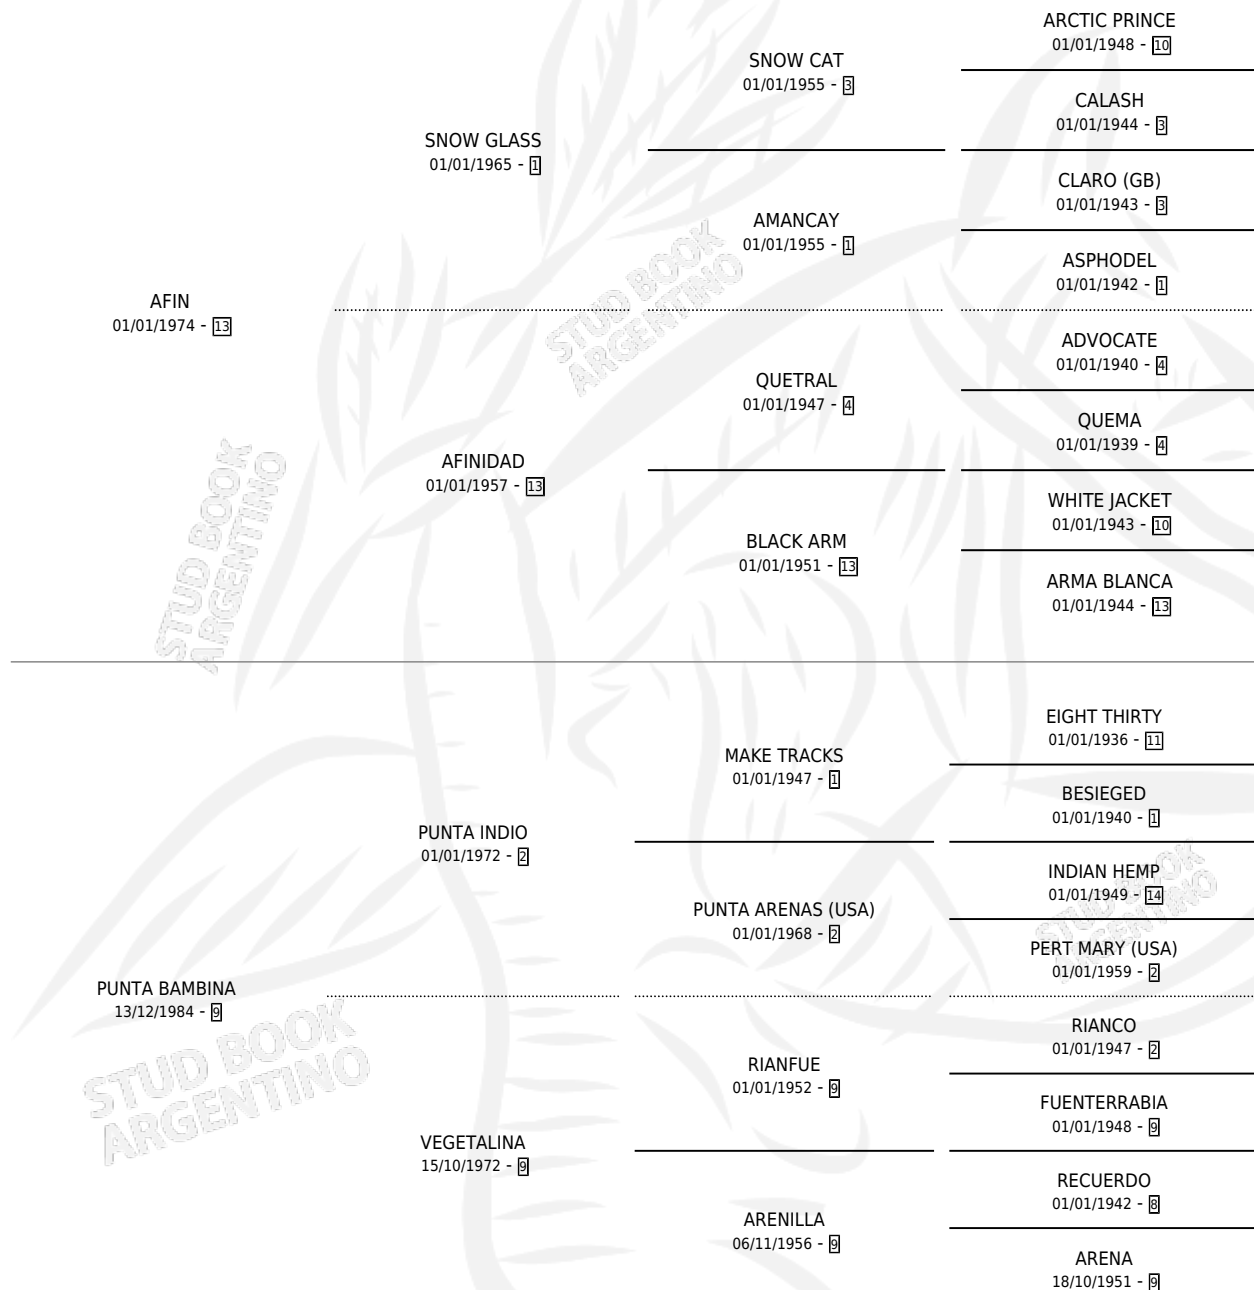 ARCTIC PRINCE
01/01/1948 - 10
SNOW CAT
01/01/1955 - 3
CALASH
01/01/1944 - 3
SNOW GLASS
01/01/1965 - 1
CLARO (GB)
01/01/1943 - 3
AMANCAY
01/01/1955 - 1
ASPHODEL
01/01/1942 - 1
AFIN
01/01/1974 - 13
STUD BOOK
ARGENTINO
ADVOCATE
01/01/1940 - 4
QUETRAL
01/01/1947 - 4
QUEMA
01/01/1939 - 4
AFINIDAD
01/01/1957 - 13
WHITE JACKET
01/01/1943 - 10
BLACK ARM
01/01/1951 - 13
ARMA BLANCA
01/01/1944 - 13
STUD BOOK
ARGENTINO
EIGHT THIRTY
01/01/1936 - 11
MAKE TRACKS
01/01/1947 - 1
BESIEGED
01/01/1940 - 1
PUNTA INDIO
01/01/1972 - 2
INDIAN HEMP
01/01/1949 - 14
PUNTA ARENAS (USA)
01/01/1968 - 2
STUD BOOK
ARGENTINO
PERT MARY (USA)
01/01/1959 - 2
PUNTA BAMBINA
13/12/1984 - 9
RIANCO
01/01/1947 - 2
RIANFUE
01/01/1952 - 9
STUD BOOK
ARGENTINO
FUENTERRABIA
01/01/1948 - 9
VEGETALINA
15/10/1972 - 9
RECUERDO
01/01/1942 - 8
ARENILLA
06/11/1956 - 9
ARENA
18/10/1951 - 9